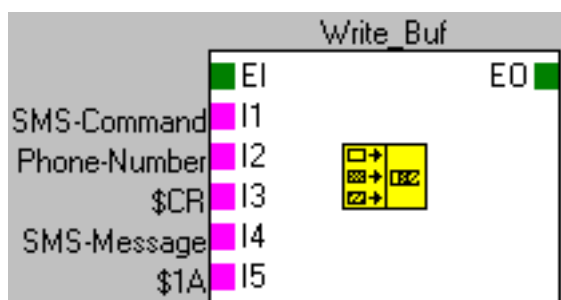 Write_Buf
EI EO
SMS-Command I1
Phone-Number I2
$CR I3
SMS-Message I4
$1A I5